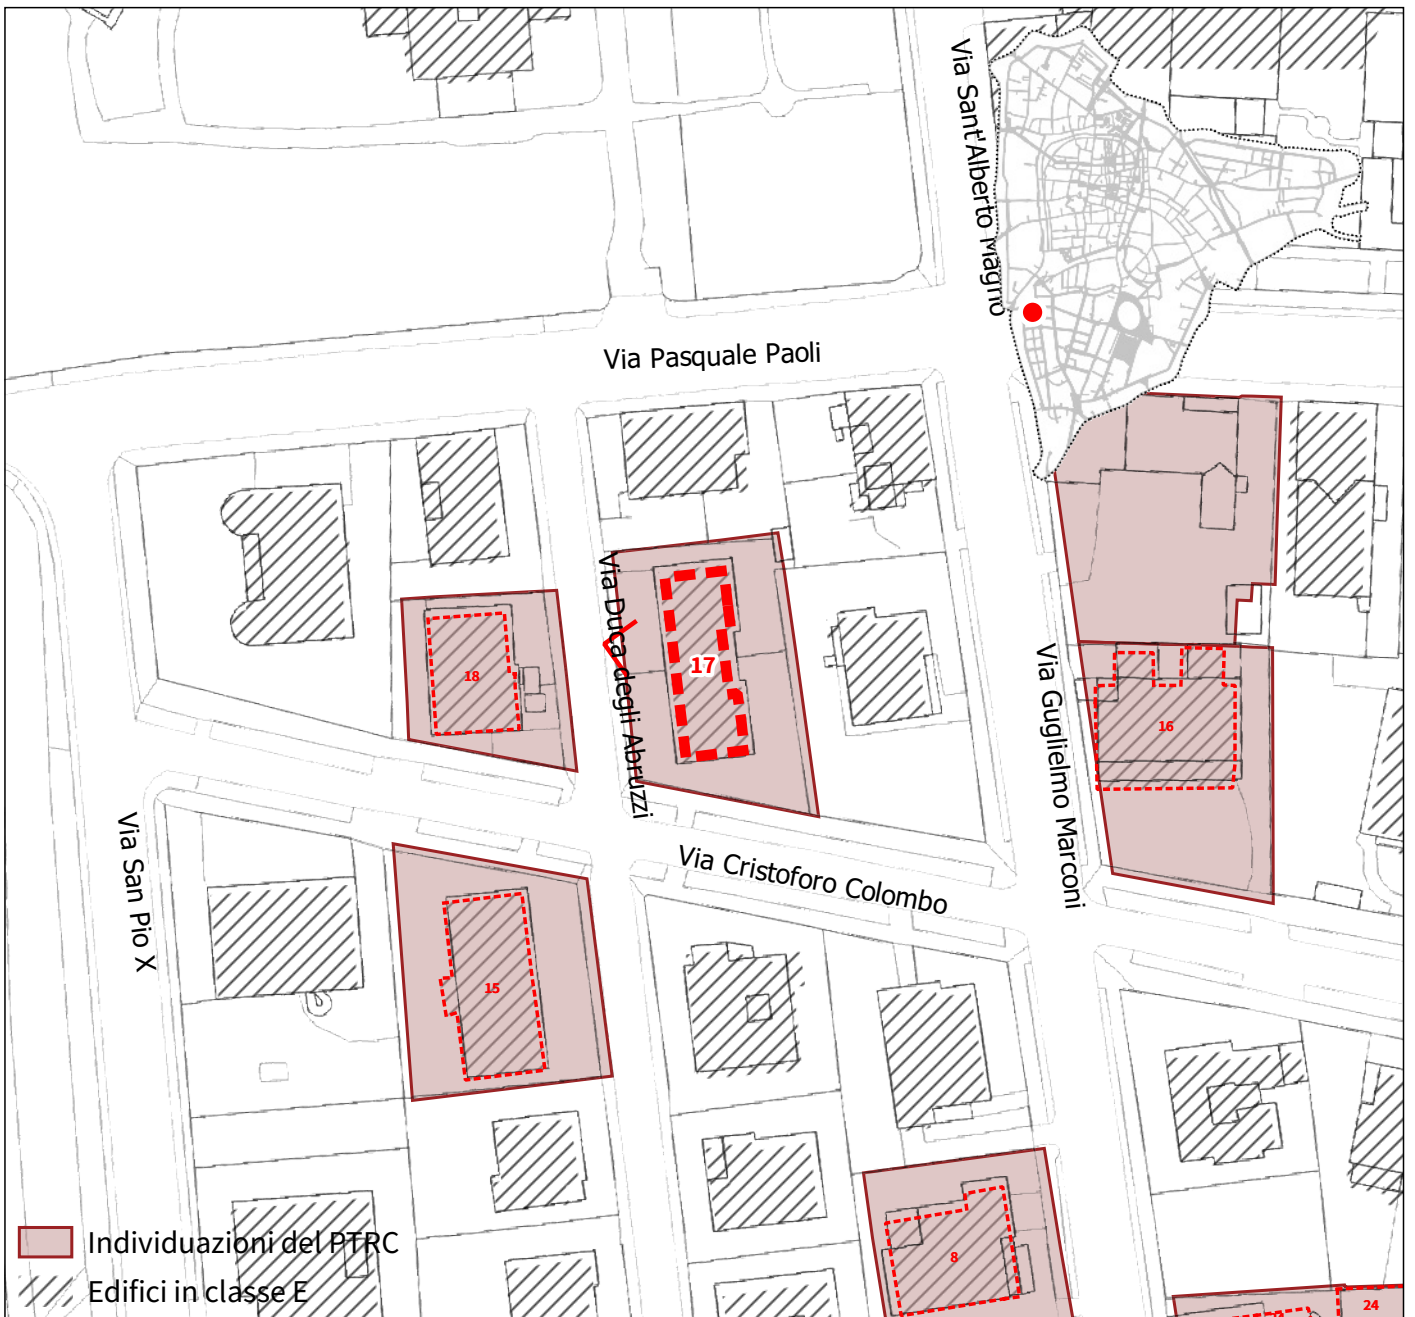 Via Sant'Alberto Magno
Via Pasquale Paoli
Via Duca degli Abruzzi
17
18
16
Via Guglielmo Marconi
Via San Pio X
Via Cristoforo Colombo
15
8
24
Individuazioni del PTRC
Edifici in classe E